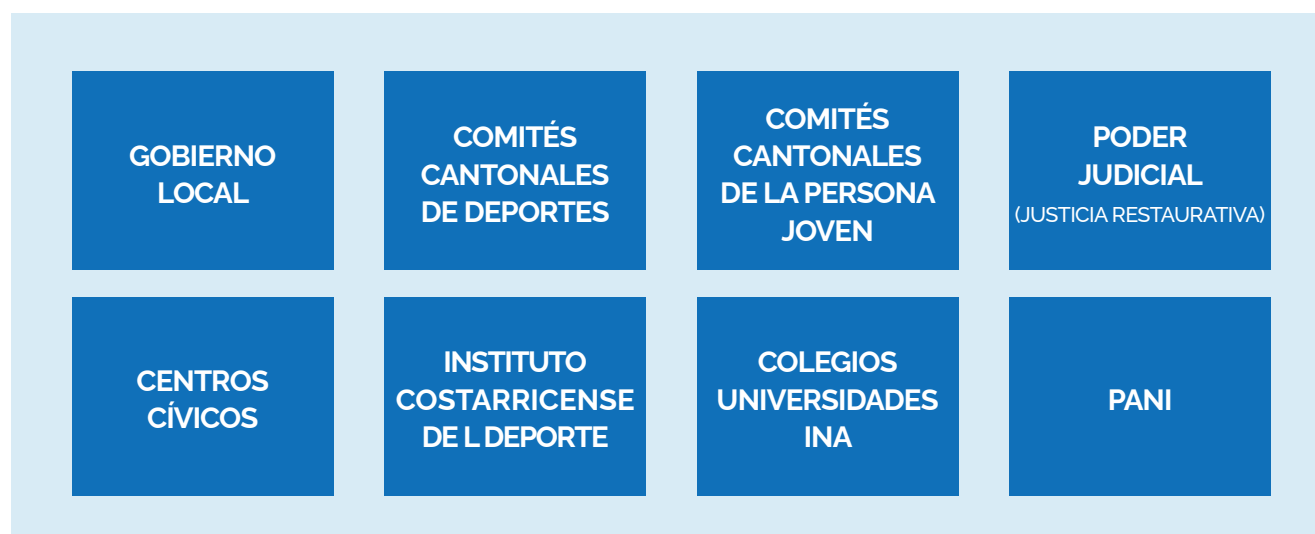 GOBIERNO
LOCAL
COMITÉS
CANTONALES
DE DEPORTES
COMITÉS
CANTONALES
DE LA PERSONA
JOVEN
PODER
JUDICIAL
(JUSTICIA RESTAURATIVA)
CENTROS
CÍVICOS
INSTITUTO
COSTARRICENSE
DE L DEPORTE
COLEGIOS
UNIVERSIDADES
INA
PANI